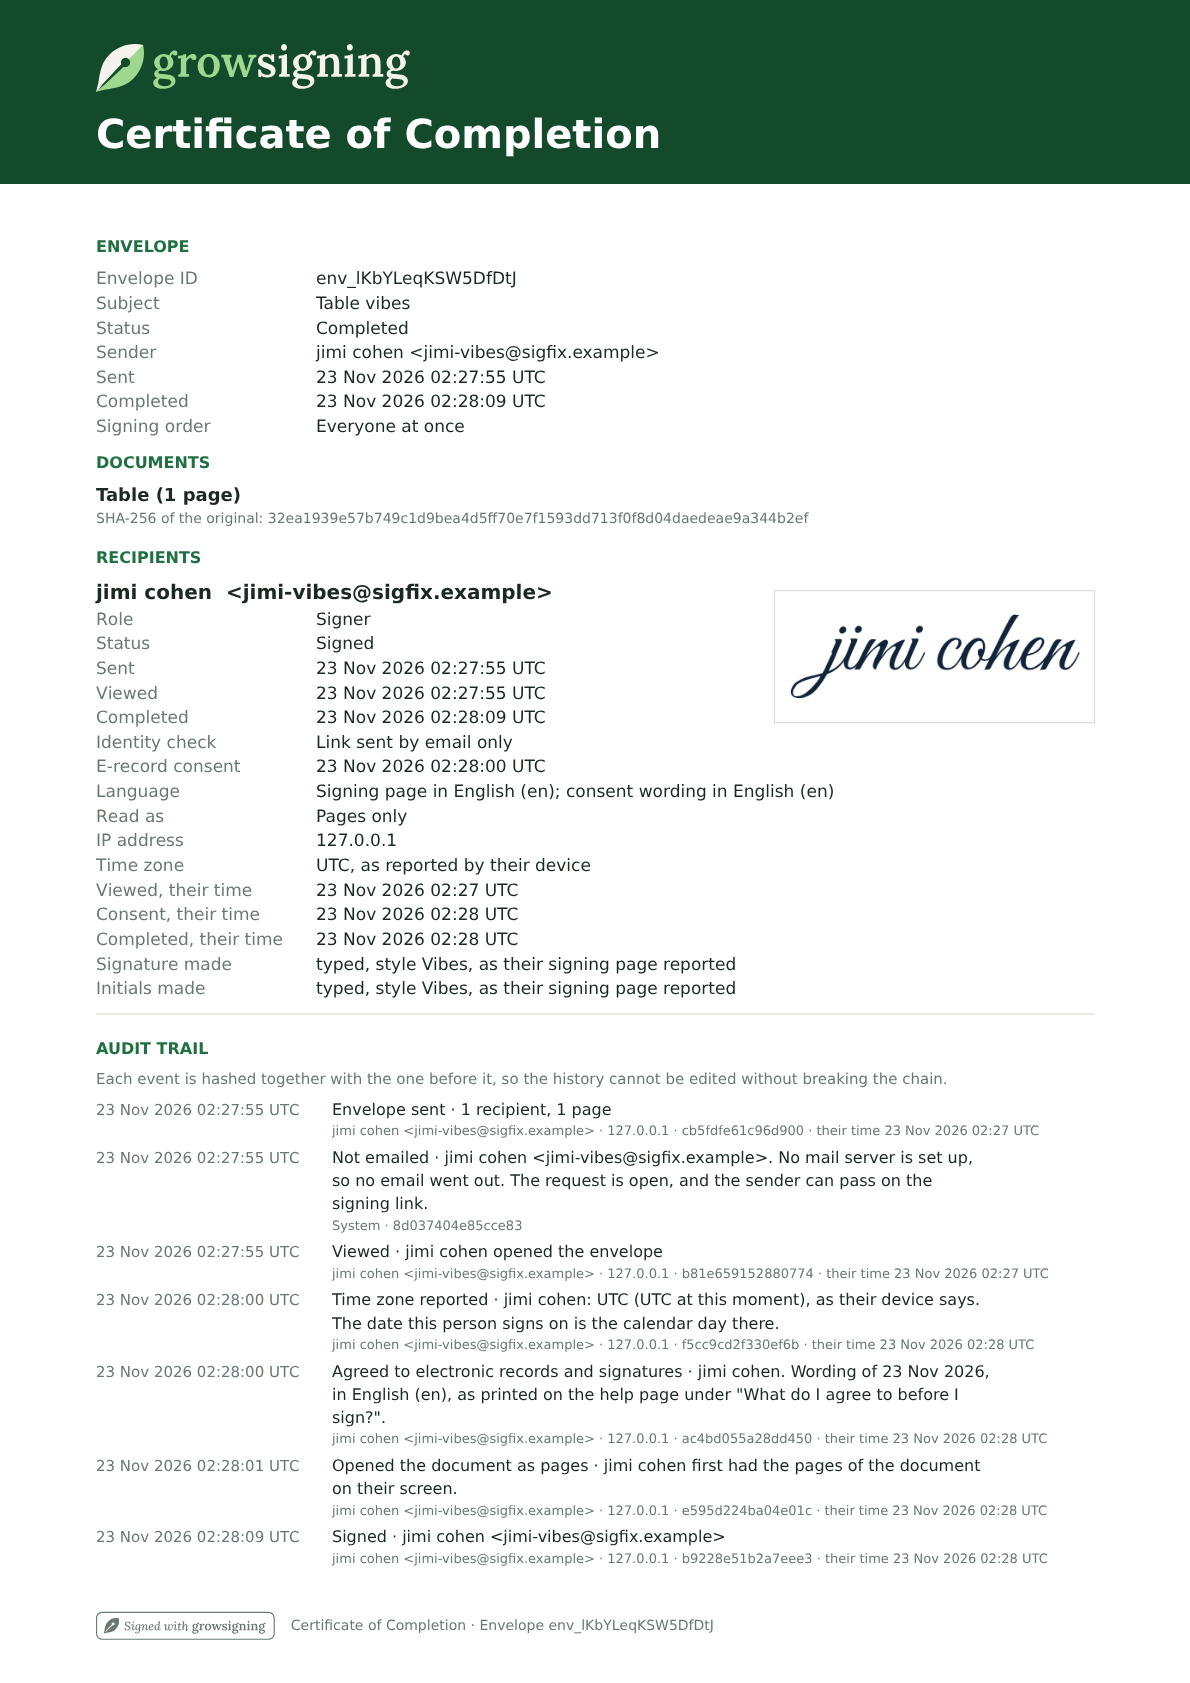 growsigning
Certificate of Completion
ENVELOPE
Envelope ID env_lKbYLeqKSW5DfDtJ
Subject Table vibes
Status Completed
Sender jimi cohen <jimi-vibes@sigfix.example>
Sent 23 Nov 2026 02:27:55 UTC
Completed 23 Nov 2026 02:28:09 UTC
Signing order Everyone at once
DOCUMENTS
Table (1 page)
SHA-256 of the original: 32ea1939e57b749c1d9bea4d5ff70e7f1593dd713f0f8d04daedeae9a344b2ef
RECIPIENTS
jimi cohen <jimi-vibes@sigfix.example>
jimi cohen
Role Signer
Status Signed
Sent 23 Nov 2026 02:27:55 UTC
Viewed 23 Nov 2026 02:27:55 UTC
Completed 23 Nov 2026 02:28:09 UTC
Identity check Link sent by email only
E-record consent 23 Nov 2026 02:28:00 UTC
Language Signing page in English (en); consent wording in English (en)
Read as Pages only
IP address 127.0.0.1
Time zone UTC, as reported by their device
Viewed, their time 23 Nov 2026 02:27 UTC
Consent, their time 23 Nov 2026 02:28 UTC
Completed, their time 23 Nov 2026 02:28 UTC
Signature made typed, style Vibes, as their signing page reported
Initials made typed, style Vibes, as their signing page reported
AUDIT TRAIL
Each event is hashed together with the one before it, so the history cannot be edited without breaking the chain.
23 Nov 2026 02:27:55 UTC Envelope sent · 1 recipient, 1 page
jimi cohen <jimi-vibes@sigfix.example> · 127.0.0.1 · cb5fdfe61c96d900 · their time 23 Nov 2026 02:27 UTC
23 Nov 2026 02:27:55 UTC Not emailed · jimi cohen <jimi-vibes@sigfix.example>. No mail server is set up,
so no email went out. The request is open, and the sender can pass on the
signing link.
System · 8d037404e85cce83
23 Nov 2026 02:27:55 UTC Viewed · jimi cohen opened the envelope
jimi cohen <jimi-vibes@sigfix.example> · 127.0.0.1 · b81e659152880774 · their time 23 Nov 2026 02:27 UTC
23 Nov 2026 02:28:00 UTC Time zone reported · jimi cohen: UTC (UTC at this moment), as their device says.
The date this person signs on is the calendar day there.
jimi cohen <jimi-vibes@sigfix.example> · 127.0.0.1 · f5cc9cd2f330ef6b · their time 23 Nov 2026 02:28 UTC
23 Nov 2026 02:28:00 UTC Agreed to electronic records and signatures · jimi cohen. Wording of 23 Nov 2026,
in English (en), as printed on the help page under "What do I agree to before I
sign?".
jimi cohen <jimi-vibes@sigfix.example> · 127.0.0.1 · ac4bd055a28dd450 · their time 23 Nov 2026 02:28 UTC
23 Nov 2026 02:28:01 UTC Opened the document as pages · jimi cohen first had the pages of the document
on their screen.
jimi cohen <jimi-vibes@sigfix.example> · 127.0.0.1 · e595d224ba04e01c · their time 23 Nov 2026 02:28 UTC
23 Nov 2026 02:28:09 UTC Signed · jimi cohen <jimi-vibes@sigfix.example>
jimi cohen <jimi-vibes@sigfix.example> · 127.0.0.1 · b9228e51b2a7eee3 · their time 23 Nov 2026 02:28 UTC
Signed with growsigning Certificate of Completion · Envelope env_lKbYLeqKSW5DfDtJ